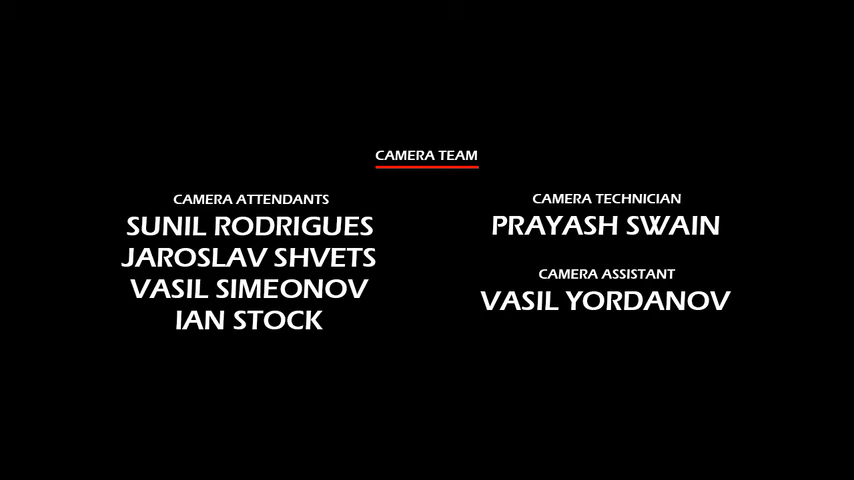 CAMERA TEAM
CAMERA ATTENDANTS
SUNIL RODRIGUES
JAROSLAV SHVETS
VASIL SIMEONOV
IAN STOCK
CAMERA TECHNICIAN
PRAYASH SWAIN
CAMERA ASSISTANT
VASIL YORDANOV